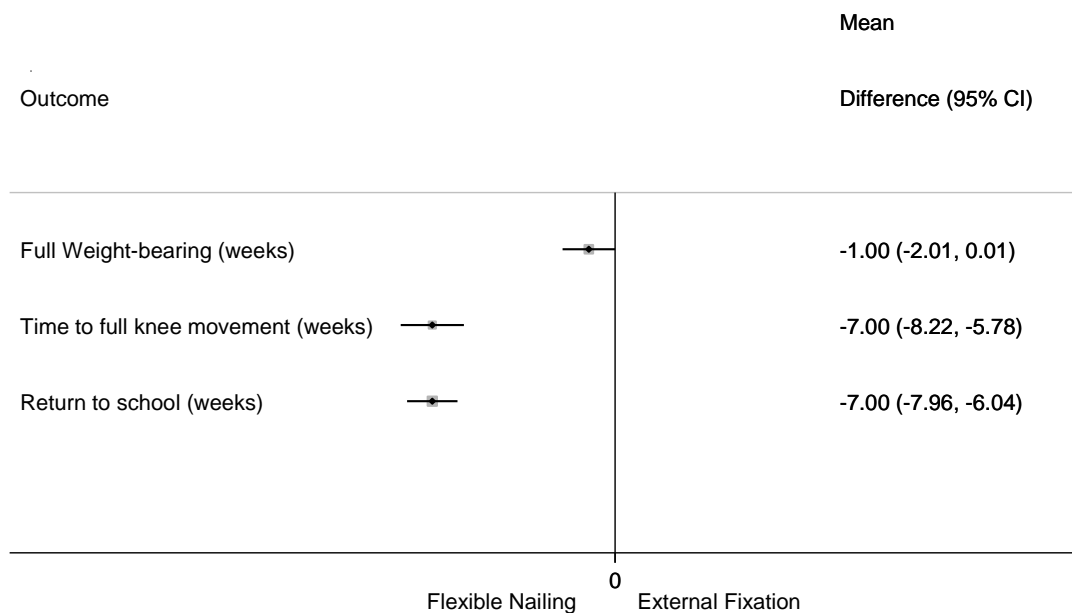 Mean
Outcome Difference (95% CI)
Full Weight-bearing (weeks) -1.00 (-2.01, 0.01)
Time to full knee movement (weeks) -7.00 (-8.22, -5.78)
Return to school (weeks) -7.00 (-7.96, -6.04)
0
Flexible Nailing External Fixation